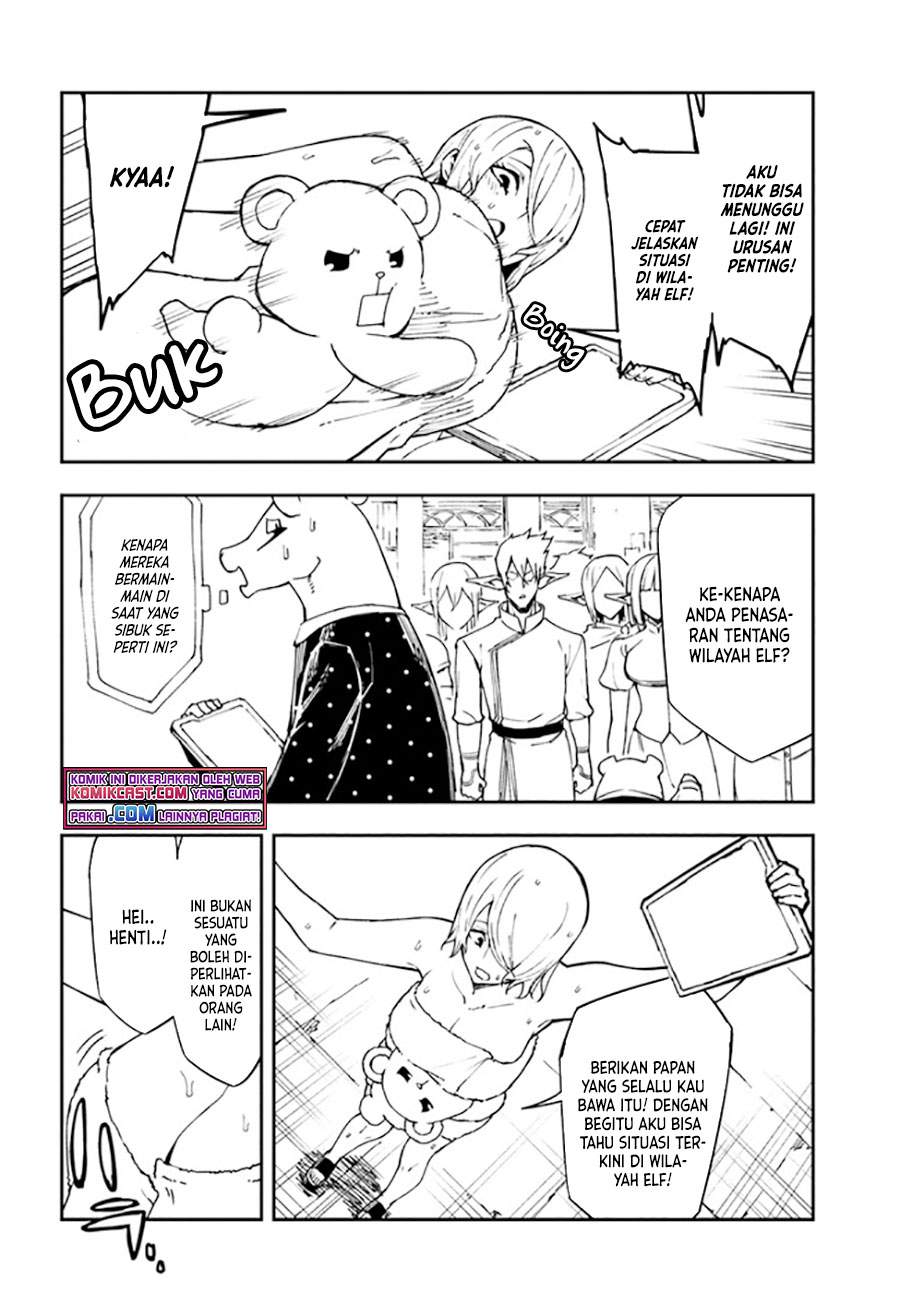 AKU
TIDAK BISA
MENUNGGU
LAGI! INI
URUSAN
PENTING!
CEPAT
JELASKAN
SITUASI
DI WILA-
YAH ELF!
KYAA!
Boing
BUK
KE-KENAPA
ANDA PENASA-
RAN TENTANG
WILAYAH ELF?
KENAPA
MEREKA
BERMAIN-
MAIN DI
SAAT YANG
SIBUK SE-
PERTI INI?
KOMIK INI DIKERJAKAN OLEH WEB
KOMIKCAST.COM YANG CUMA
PAKAI .COM LAINNYA PLAGIAT!
BERIKAN PAPAN
YANG SELALU KAU
BAWA ITU! DENGAN
BEGITU AKU BISA
TAHU SITUASI TER-
KINI DI WILA-
YAH ELF!
INI BUKAN
SESUATU
YANG
BOLEH DI-
PERLIHAT-
KAN PADA
ORANG
LAIN!
HEI..
HENTI..!